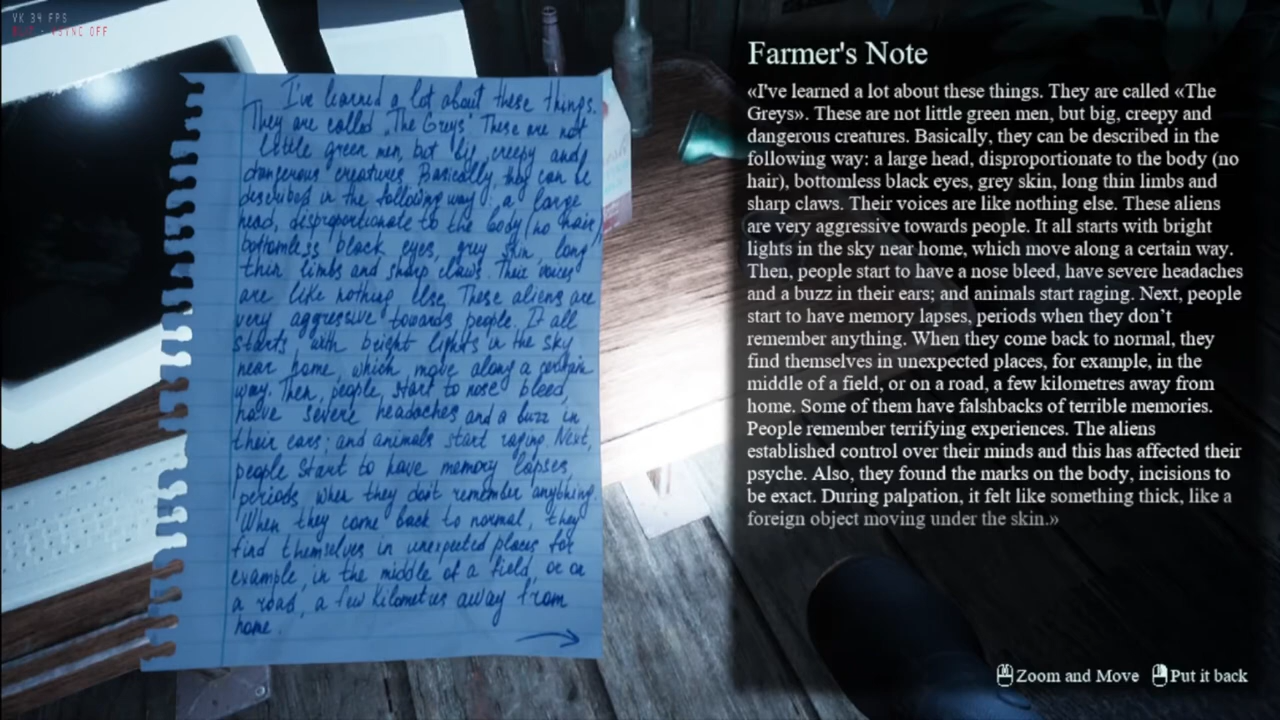 VK 34 FPS
VSYNC OFF
I've learned a lot about these things.
They are called „The Greys" These are not
little green men, but big, creepy and
dangerous creatures. Basically, they can be
described in the following way: a large
head, disproportionate to the body (no hair),
bottomless black eyes, grey skin, long
thin limbs and sharp claws. Their voices
are like nothing else. These aliens are
very aggressive towards people. It all
starts with bright lights in the sky
near home, which move along a certain
way. Then, people start to nose bleed,
have severe headaches and a buzz in
their ears; and animals start raging. Next,
people start to have memory lapses,
periods when they don't remember anything.
When they come back to normal, they
find themselves in unexpected places for
example, in the middle of a field, or on
a road, a few kilometres away from
home.
Farmer's Note
«I've learned a lot about these things. They are called «The
Greys». These are not little green men, but big, creepy and
dangerous creatures. Basically, they can be described in the
following way: a large head, disproportionate to the body (no
hair), bottomless black eyes, grey skin, long thin limbs and
sharp claws. Their voices are like nothing else. These aliens
are very aggressive towards people. It all starts with bright
lights in the sky near home, which move along a certain way.
Then, people start to have a nose bleed, have severe headaches
and a buzz in their ears; and animals start raging. Next, people
start to have memory lapses, periods when they don't
remember anything. When they come back to normal, they
find themselves in unexpected places, for example, in the
middle of a field, or on a road, a few kilometres away from
home. Some of them have falshbacks of terrible memories.
People remember terrifying experiences. The aliens
established control over their minds and this has affected their
psyche. Also, they found the marks on the body, incisions to
be exact. During palpation, it felt like something thick, like a
foreign object moving under the skin.»
Zoom and Move Put it back